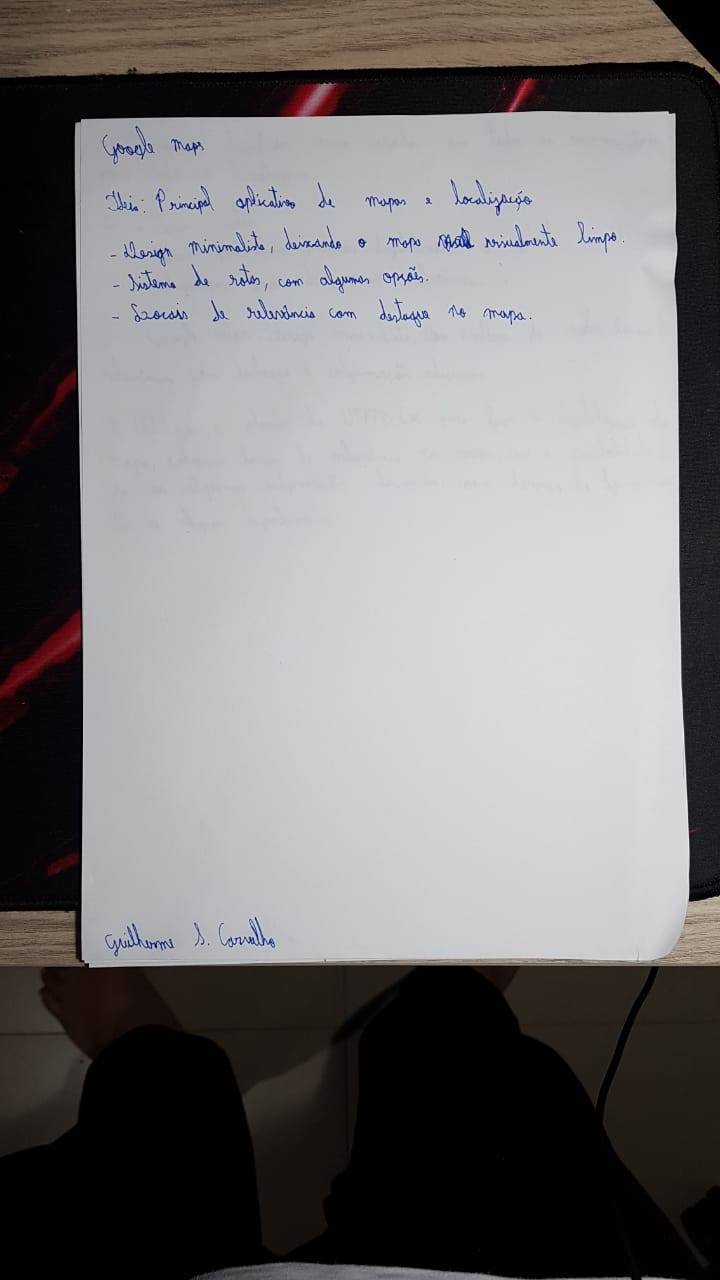 Google Maps
Ideia: Principal aplicativo de mapas e localização
- Design minimalista, deixando o mapa visualmente limpo.
- Sistema de rotas, com algumas opções.
- Locais de relevância com destaque no mapa.
Guilherme S. Carvalho